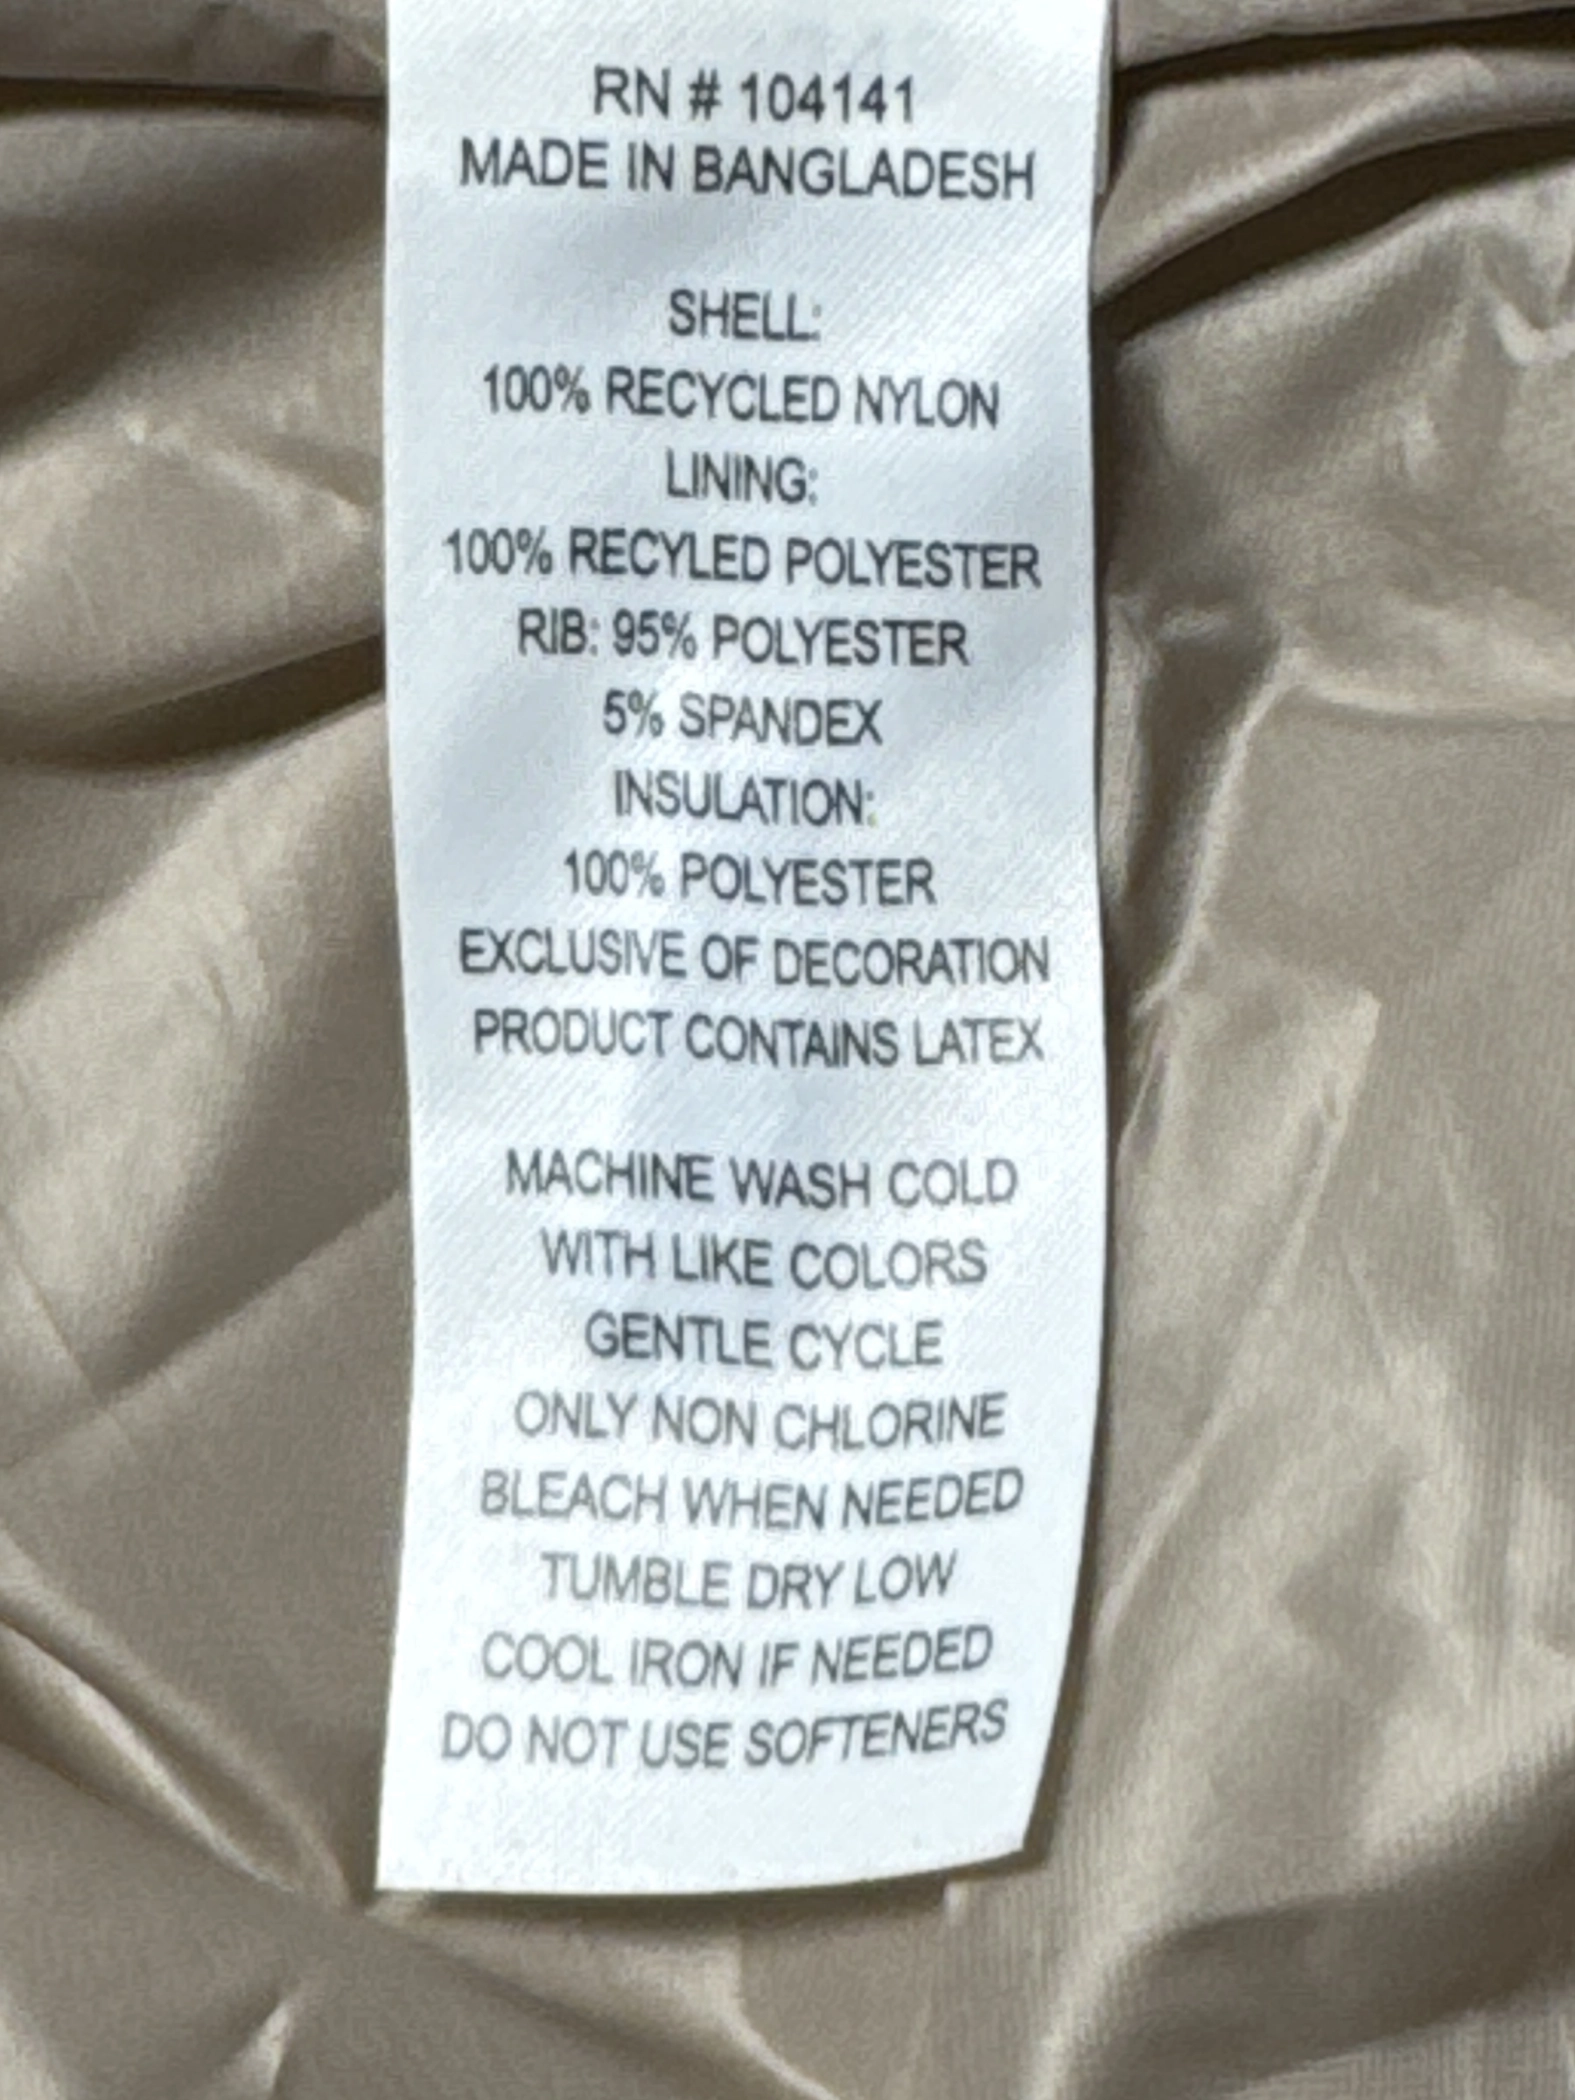 RN # 104141
MADE IN BANGLADESH
SHELL:
100% RECYCLED NYLON
LINING:
100% RECYLED POLYESTER
RIB: 95% POLYESTER
5% SPANDEX
INSULATION:
100% POLYESTER
EXCLUSIVE OF DECORATION
PRODUCT CONTAINS LATEX
MACHINE WASH COLD
WITH LIKE COLORS
GENTLE CYCLE
ONLY NON CHLORINE
BLEACH WHEN NEEDED
TUMBLE DRY LOW
COOL IRON IF NEEDED
DO NOT USE SOFTENERS